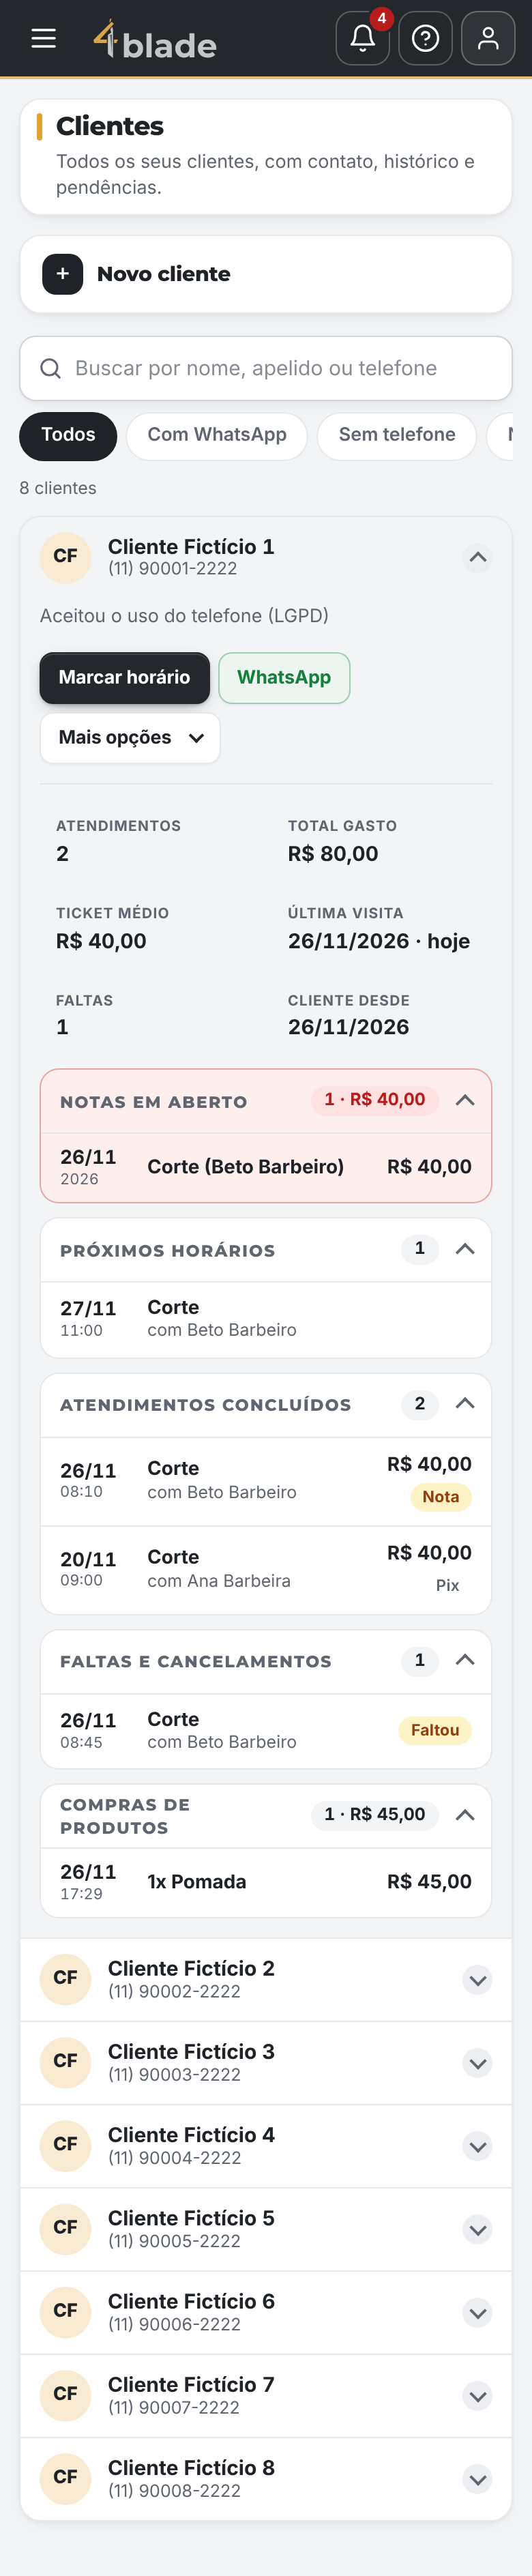 4blade
4
Clientes
Todos os seus clientes, com contato, histórico e
pendências.
+ Novo cliente
Buscar por nome, apelido ou telefone
Todos Com WhatsApp Sem telefone
8 clientes
CF Cliente Fictício 1
(11) 90001-2222
Aceitou o uso do telefone (LGPD)
Marcar horário WhatsApp
Mais opções
ATENDIMENTOS TOTAL GASTO
2 R$ 80,00
TICKET MÉDIO ÚLTIMA VISITA
R$ 40,00 26/11/2026 · hoje
FALTAS CLIENTE DESDE
1 26/11/2026
NOTAS EM ABERTO 1 · R$ 40,00
26/11 Corte (Beto Barbeiro) R$ 40,00
2026
PRÓXIMOS HORÁRIOS 1
27/11 Corte
11:00 com Beto Barbeiro
ATENDIMENTOS CONCLUÍDOS 2
26/11 Corte R$ 40,00
08:10 com Beto Barbeiro Nota
20/11 Corte R$ 40,00
09:00 com Ana Barbeira Pix
FALTAS E CANCELAMENTOS 1
26/11 Corte Faltou
08:45 com Beto Barbeiro
COMPRAS DE
PRODUTOS 1 · R$ 45,00
26/11 1x Pomada R$ 45,00
17:29
CF Cliente Fictício 2
(11) 90002-2222
CF Cliente Fictício 3
(11) 90003-2222
CF Cliente Fictício 4
(11) 90004-2222
CF Cliente Fictício 5
(11) 90005-2222
CF Cliente Fictício 6
(11) 90006-2222
CF Cliente Fictício 7
(11) 90007-2222
CF Cliente Fictício 8
(11) 90008-2222